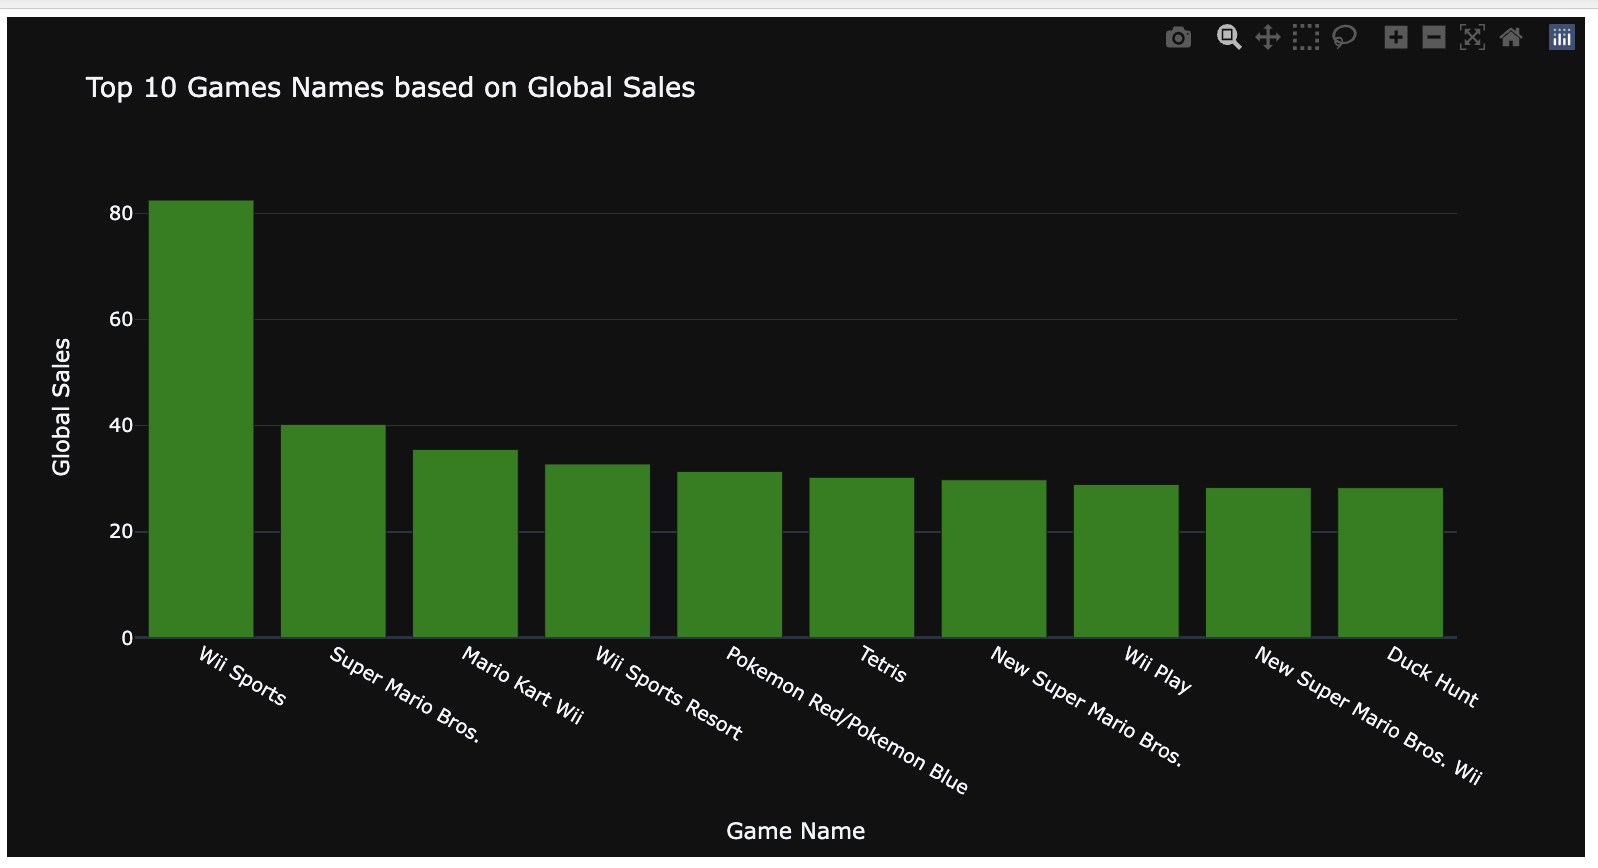 Top 10 Games Names based on Global Sales
Global Sales
80
60
40
20
0
Wii Sports
Super Mario Bros.
Mario Kart Wii
Wii Sports Resort
Pokemon Red/Pokemon Blue
Tetris
New Super Mario Bros.
Wii Play
New Super Mario Bros. Wii
Duck Hunt
Game Name